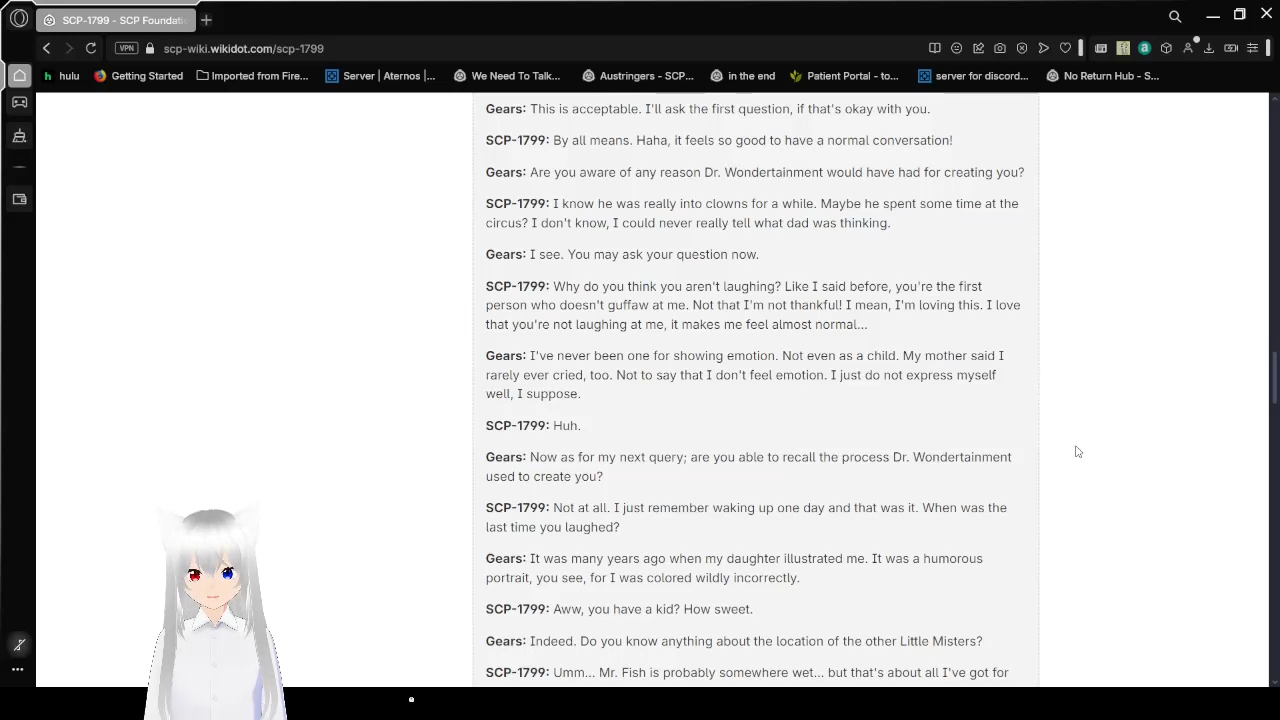 SCP-1799 - SCP Foundatio
VPN
scp-wiki.wikidot.com/scp-1799
hulu
Getting Started
Imported from Fire...
Server | Aternos |...
We Need To Talk...
Austringers - SCP...
in the end
Patient Portal - to...
server for discord...
No Return Hub - S...
Gears: This is acceptable. I'll ask the first question, if that's okay with you.
SCP-1799: By all means. Haha, it feels so good to have a normal conversation!
Gears: Are you aware of any reason Dr. Wondertainment would have had for creating you?
SCP-1799: I know he was really into clowns for a while. Maybe he spent some time at the
circus? I don't know, I could never really tell what dad was thinking.
Gears: I see. You may ask your question now.
SCP-1799: Why do you think you aren't laughing? Like I said before, you're the first
person who doesn't guffaw at me. Not that I'm not thankful! I mean, I'm loving this. I love
that you're not laughing at me, it makes me feel almost normal...
Gears: I've never been one for showing emotion. Not even as a child. My mother said I
rarely ever cried, too. Not to say that I don't feel emotion. I just do not express myself
well, I suppose.
SCP-1799: Huh.
Gears: Now as for my next query; are you able to recall the process Dr. Wondertainment
used to create you?
SCP-1799: Not at all. I just remember waking up one day and that was it. When was the
last time you laughed?
Gears: It was many years ago when my daughter illustrated me. It was a humorous
portrait, you see, for I was colored wildly incorrectly.
SCP-1799: Aww, you have a kid? How sweet.
Gears: Indeed. Do you know anything about the location of the other Little Misters?
SCP-1799: Umm... Mr. Fish is probably somewhere wet... but that's about all I've got for